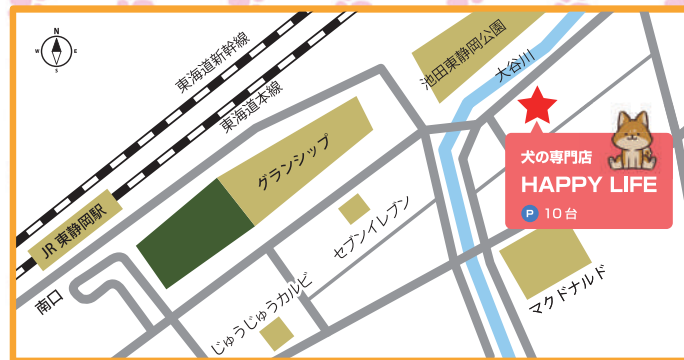 N
W
E
S
東海道新幹線
東海道本線
池田東静岡公園
大谷川
グランシップ
犬の専門店
HAPPY LIFE
P 10台
JR 東静岡駅
セブンイレブン
南口
じゅうじゅうカルビ
マクドナルド